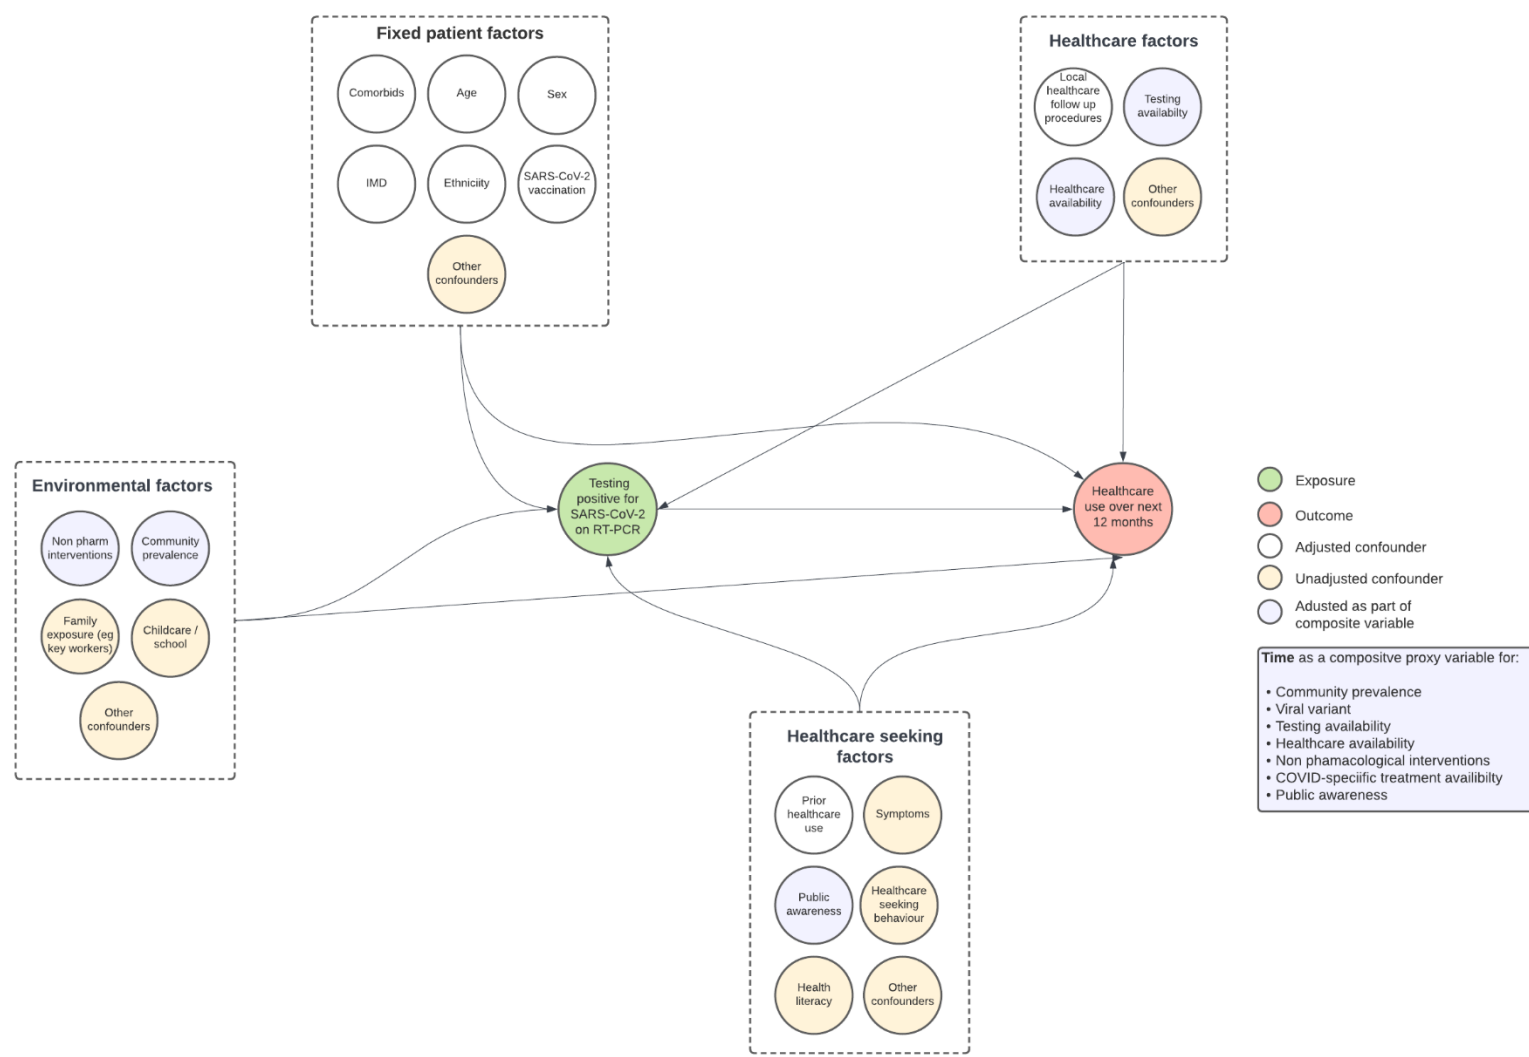 Fixed patient factors
Comorbids
Age
Sex
IMD
Ethniciity
SARS-CoV-2
vaccination
Other
confounders
Healthcare factors
Local
healthcare
follow up
procedures
Testing
availabilty
Healthcare
availability
Other
confounders
Environmental factors
Non pharm
interventions
Community
prevalence
Family
exposure (eg
key workers)
Childcare /
school
Other
confounders
Testing
positive for
SARS-CoV-2
on RT-PCR
Healthcare
use over next
12 months
Healthcare seeking
factors
Prior
healthcare
use
Symptoms
Public
awareness
Healthcare
seeking
behaviour
Health
literacy
Other
confounders
Exposure
Outcome
Adjusted confounder
Unadjusted confounder
Adusted as part of
composite variable
Time as a compositve proxy variable for:
• Community prevalence
• Viral variant
• Testing availability
• Healthcare availability
• Non phamacological interventions
• COVID-speciific treatment availibilty
• Public awareness